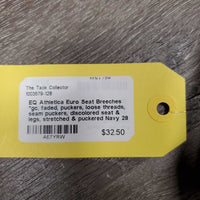 The Tack Collector
EQ Athletica Euro Seat Breeches
*gc, faded, puckers, loose threads,
seam puckers, discolored seat &
legs, stretched & puckered Navy 28
$32.50